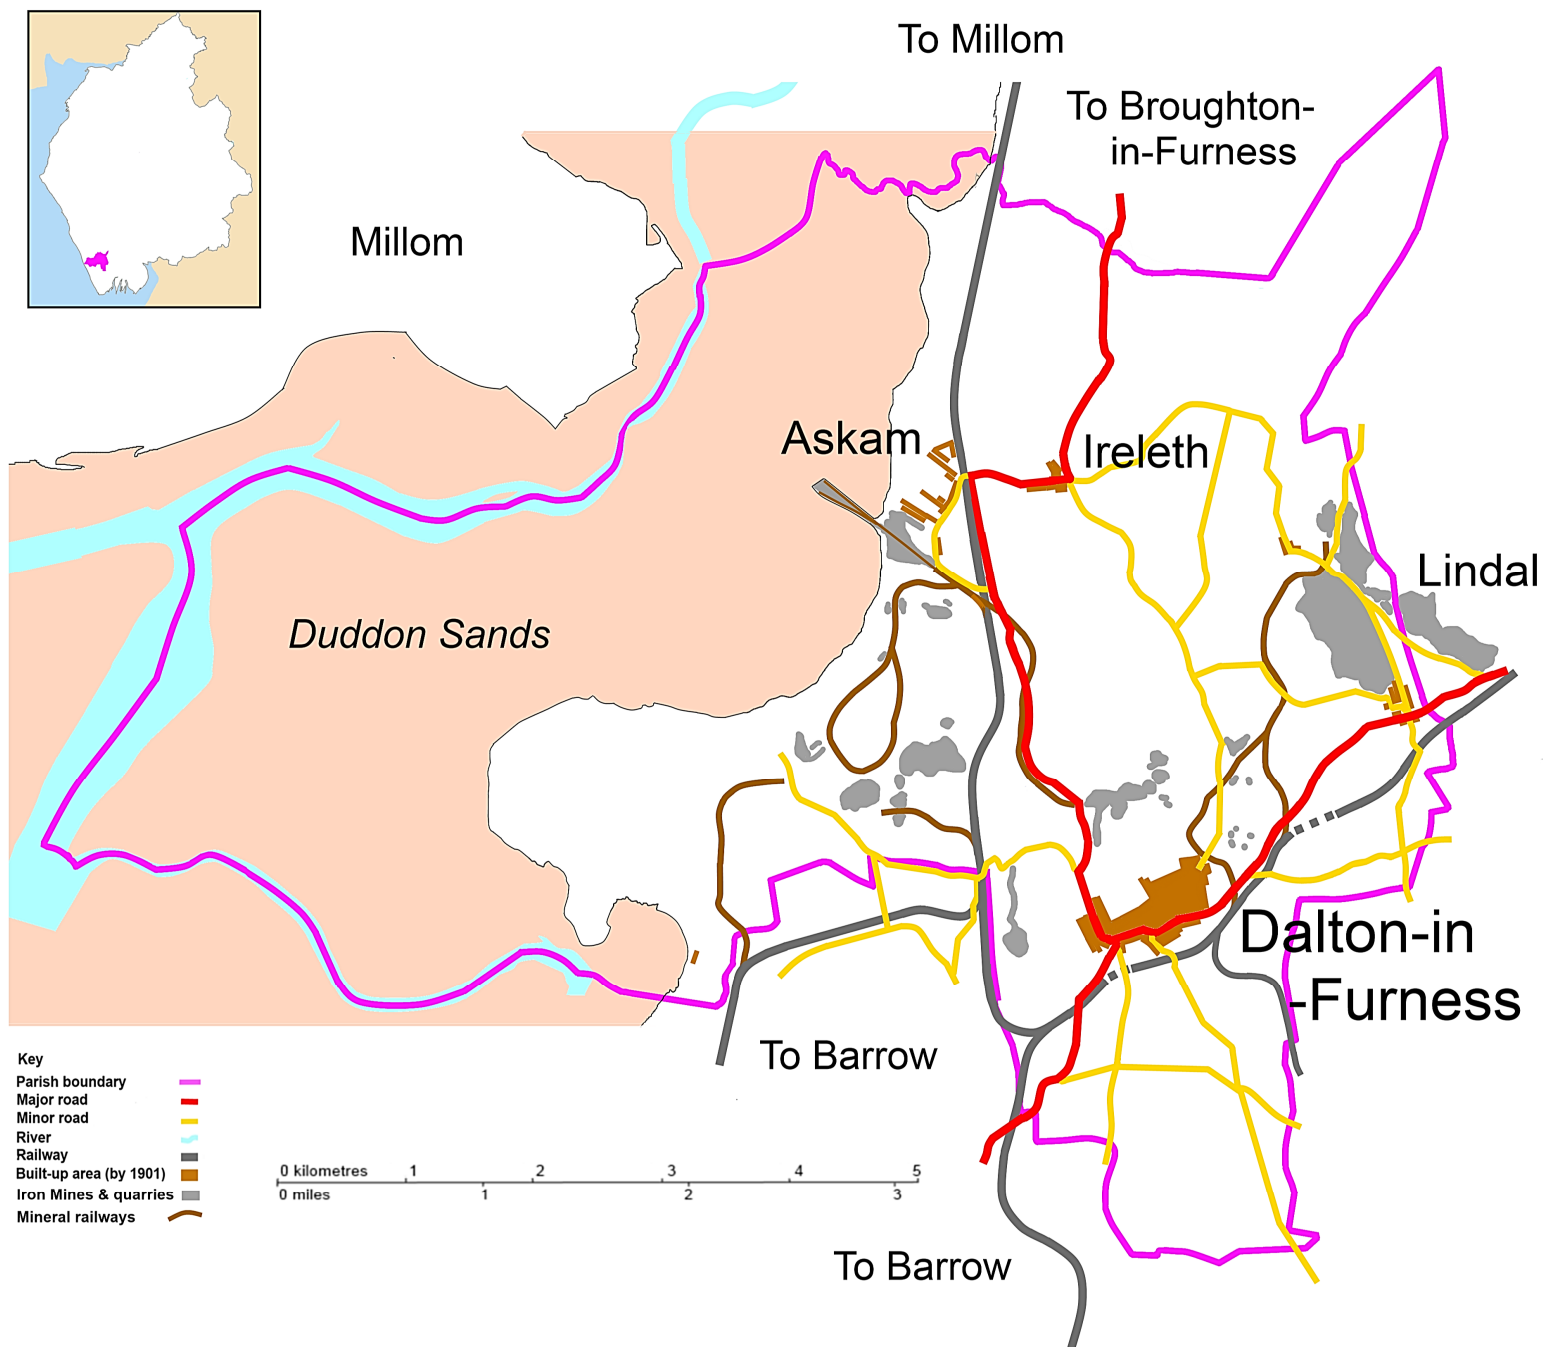 To Millom
To Broughton-
in-Furness
Millom
Askam
Ireleth
Lindal
Duddon Sands
Dalton-in
-Furness
To Barrow
To Barrow
Key
Parish boundary
Major road
Minor road
River
Railway
Built-up area (by 1901)
Iron Mines & quarries
Mineral railways
0 kilometres 1 2 3 4 5
0 miles 1 2 3